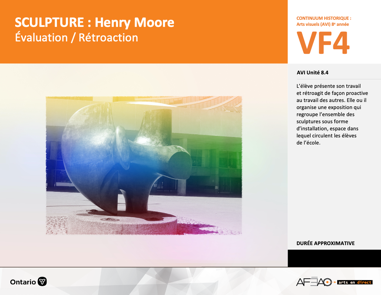 SCULPTURE : Henry Moore
Évaluation / Rétroaction
CONTINUUM HISTORIQUE :
Arts visuels (AVI) 8e année
VF4
AVI Unité 8.4
L'élève présente son travail
et rétroagit de façon proactive
au travail des autres. Elle ou il
organise une exposition qui
regroupe l'ensemble des
sculptures sous forme
d'installation, espace dans
lequel circulent les élèves
de l'école.
DURÉE APPROXIMATIVE
Ontario
AFEAO
arts en direct